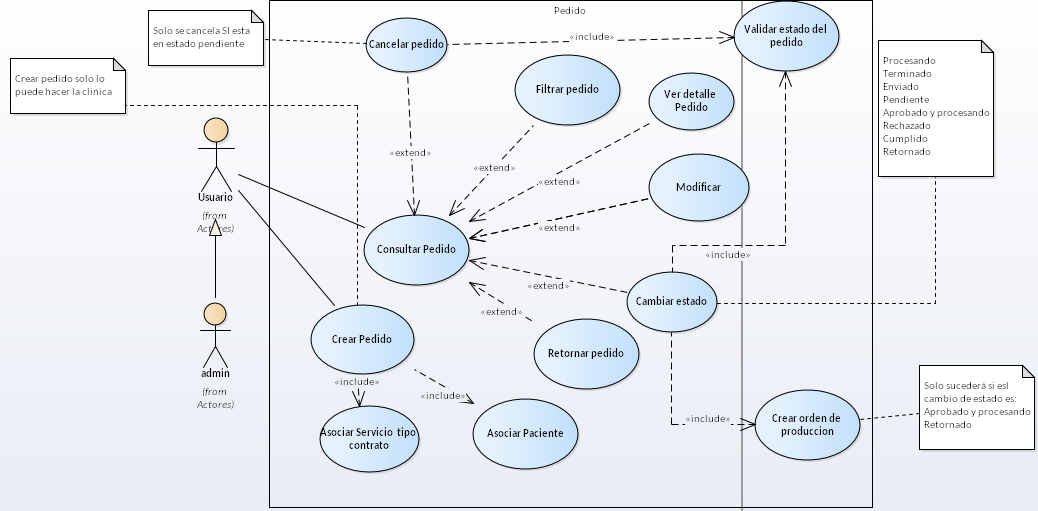 Pedido
Solo se cancela SI esta
en estado pendiente
Cancelar pedido
«include»
Validar estado del
pedido
Crear pedido solo lo
puede hacer la clinica
Filtrar pedido
Ver detalle
Pedido
Procesando
Terminado
Enviado
Pendiente
Aprobado y procesando
Rechazado
Cumplido
Retornado
«extend»
«extend»
«extend»
Modificar
Usuario
(from
Actores)
«extend»
Consultar Pedido
«include»
«extend»
Cambiar estado
«extend»
Crear Pedido
Retornar pedido
admin
(from
Actores)
«include»
«include»
Solo sucederá si esl
cambio de estado es:
Aprobado y procesando
Retornado
«include»
Crear orden de
produccion
Asociar Servicio tipo
contrato
Asociar Paciente